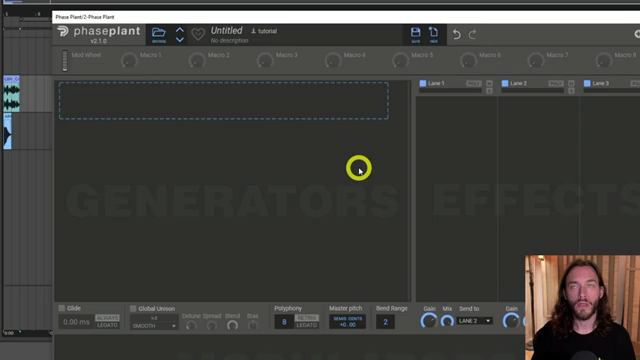 Phase Plant/2-Phase Plant
phaseplant
v2.1.0
Untitled
tutorial
No description
Mod Wheel
Macro 1
Macro 2
Macro 3
Macro 4
Macro 5
Macro 6
Macro 7
Lane 1
POLY
M
S
Lane 2
POLY
M
S
Lane 3
POLY
GENERATORS
EFFECTS
Glide
0.00 ms
ALWAYS
LEGATO
Global Unison
SMOOTH
Detune
Spread
Blend
Bias
Polyphony
8
RETRIG
LEGATO
Master pitch
SEMIS CENTS
+0.00
Bend Range
2
Gain
Mix
Send to
LANE 2
Gain